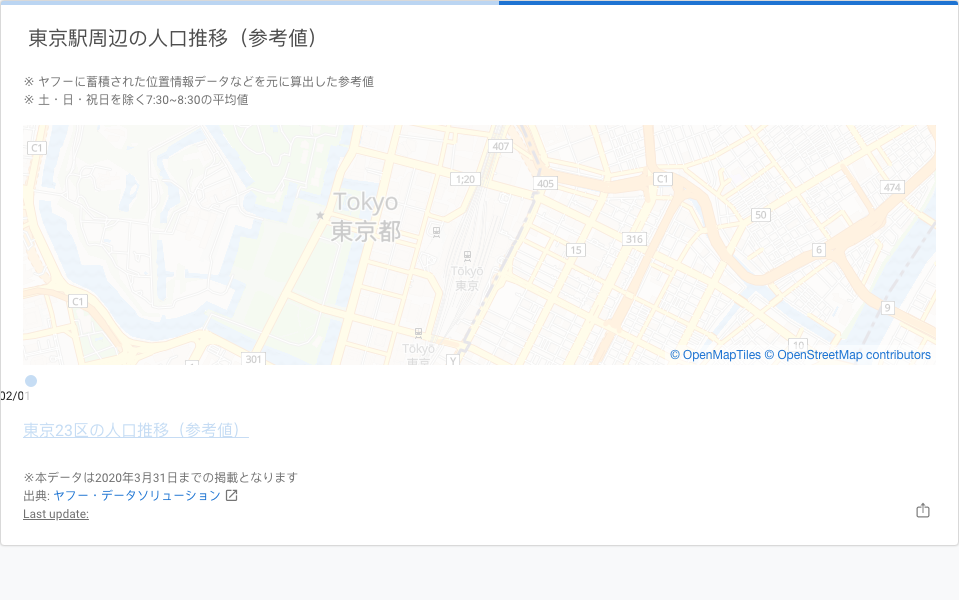 東京駅周辺の人口推移（参考値）
※ ヤフーに蓄積された位置情報データなどを元に算出した参考値
※ 土・日・祝日を除く7:30~8:30の平均値
C1
407
1;20
405
C1
474
Tokyo
東京都
50
316
15
6
Tōkyō
東京
C1
9
10
Tōkyō
東京
301
Y
© OpenMapTiles © OpenStreetMap contributors
02/01
東京23区の人口推移（参考値）
※本データは2020年3月31日までの掲載となります
出典: ヤフー・データソリューション
Last update: